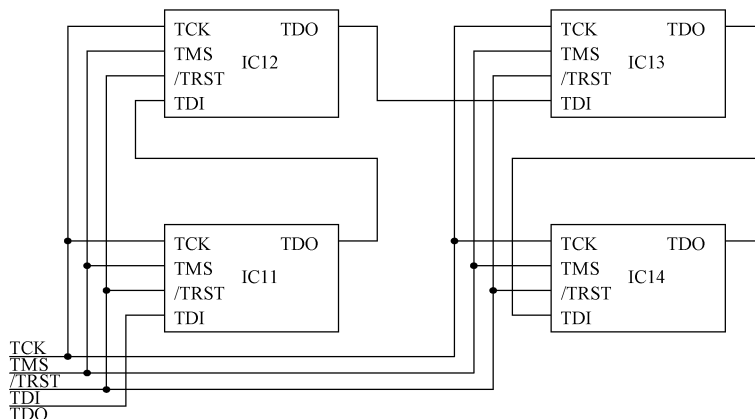 TCK TDO
TMS
IC12
/TRST
TDI
TCK TDO
TMS
IC13
/TRST
TDI
TCK TDO
TMS
IC11
/TRST
TDI
TCK TDO
TMS
IC14
/TRST
TDI
TCK
TMS
/TRST
TDI
TDO